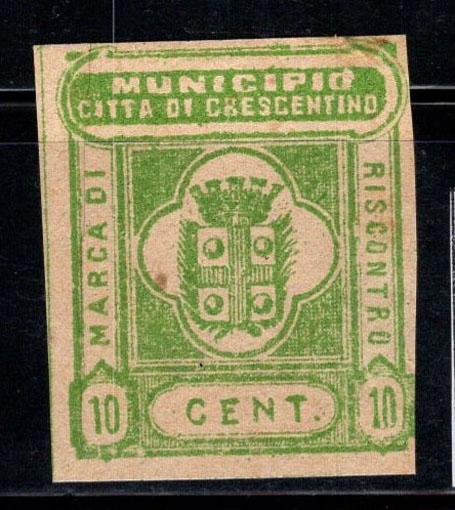 MUNICIPIO
CITTA DI CRESCENTINO
MARCA DI
RISCONTRO
10
CENT.
10